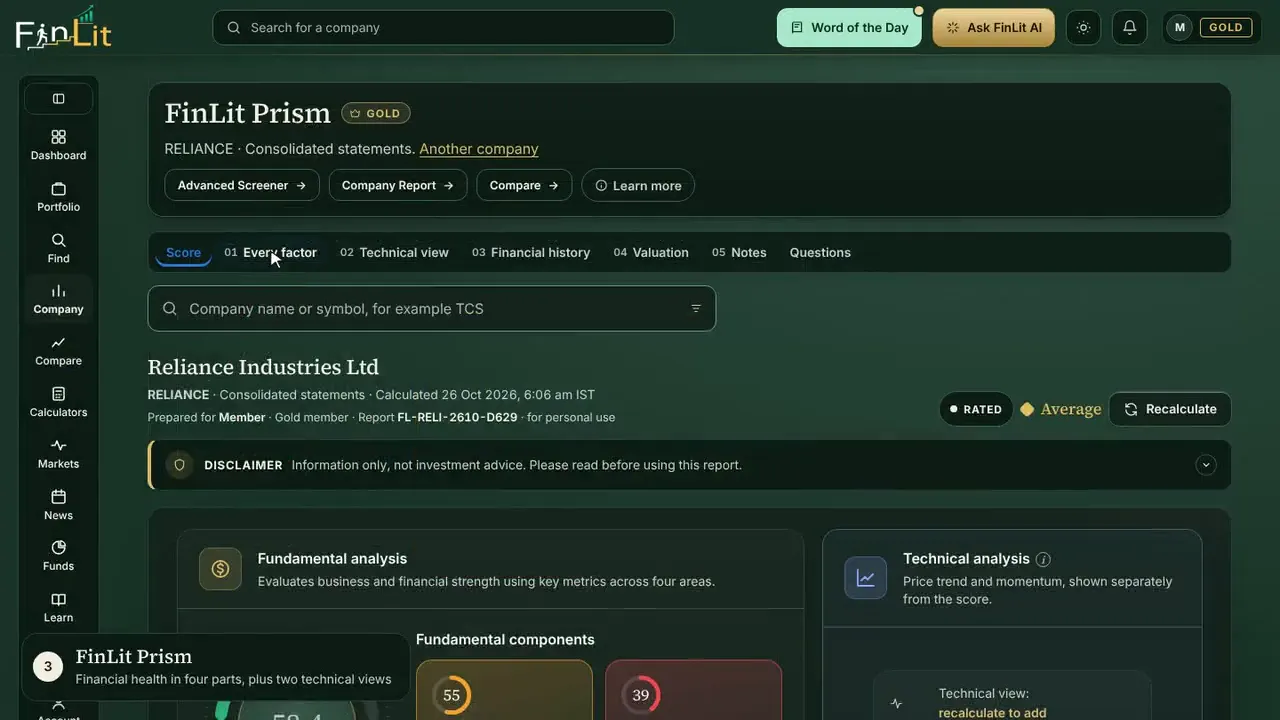 FinLit
Search for a company
Word of the Day
Ask FinLit AI
M
GOLD
Dashboard
Portfolio
Find
Company
Compare
Calculators
Markets
News
Funds
Learn
FinLit Prism
GOLD
RELIANCE · Consolidated statements. Another company
Advanced Screener →
Company Report →
Compare →
Learn more
Score
01 Every factor
02 Technical view
03 Financial history
04 Valuation
05 Notes
Questions
Company name or symbol, for example TCS
Reliance Industries Ltd
RELIANCE · Consolidated statements · Calculated 26 Oct 2026, 6:06 am IST
Prepared for Member · Gold member · Report FL-RELI-2610-D629 · for personal use
RATED
Average
Recalculate
DISCLAIMER Information only, not investment advice. Please read before using this report.
Fundamental analysis
Evaluates business and financial strength using key metrics across four areas.
Technical analysis
Price trend and momentum, shown separately
from the score.
Fundamental components
55
39
Technical view:
recalculate to add
3
FinLit Prism
Financial health in four parts, plus two technical views